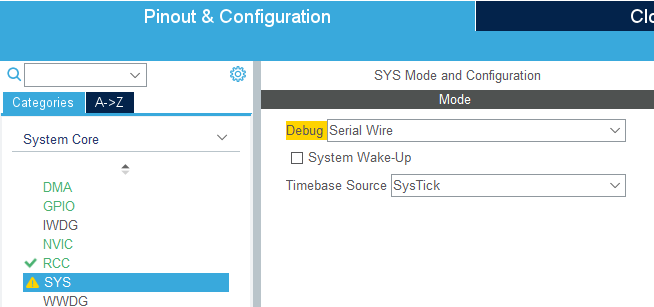 Pinout & Configuration
Clo
SYS Mode and Configuration
Categories
A->Z
Mode
System Core
Debug Serial Wire
System Wake-Up
Timebase Source SysTick
DMA
GPIO
IWDG
NVIC
RCC
SYS
WWDG